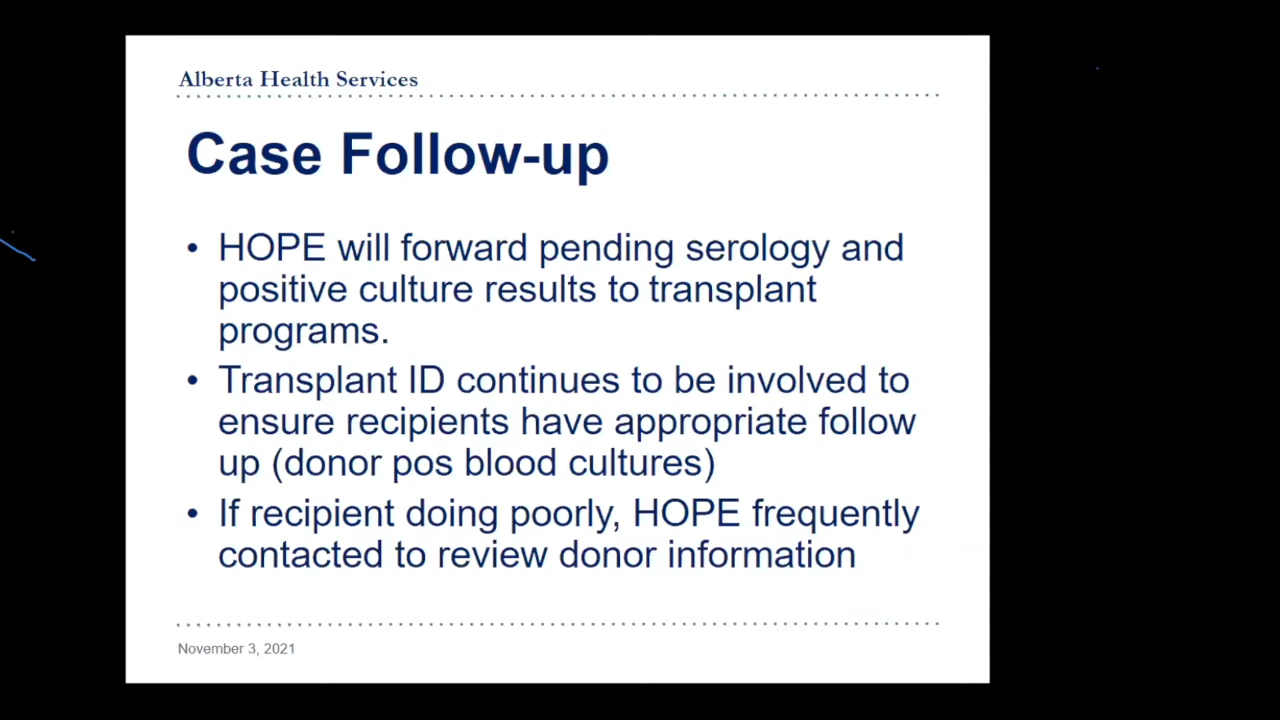 Alberta Health Services
Case Follow-up
• HOPE will forward pending serology and
positive culture results to transplant
programs.
• Transplant ID continues to be involved to
ensure recipients have appropriate follow
up (donor pos blood cultures)
• If recipient doing poorly, HOPE frequently
contacted to review donor information
November 3, 2021